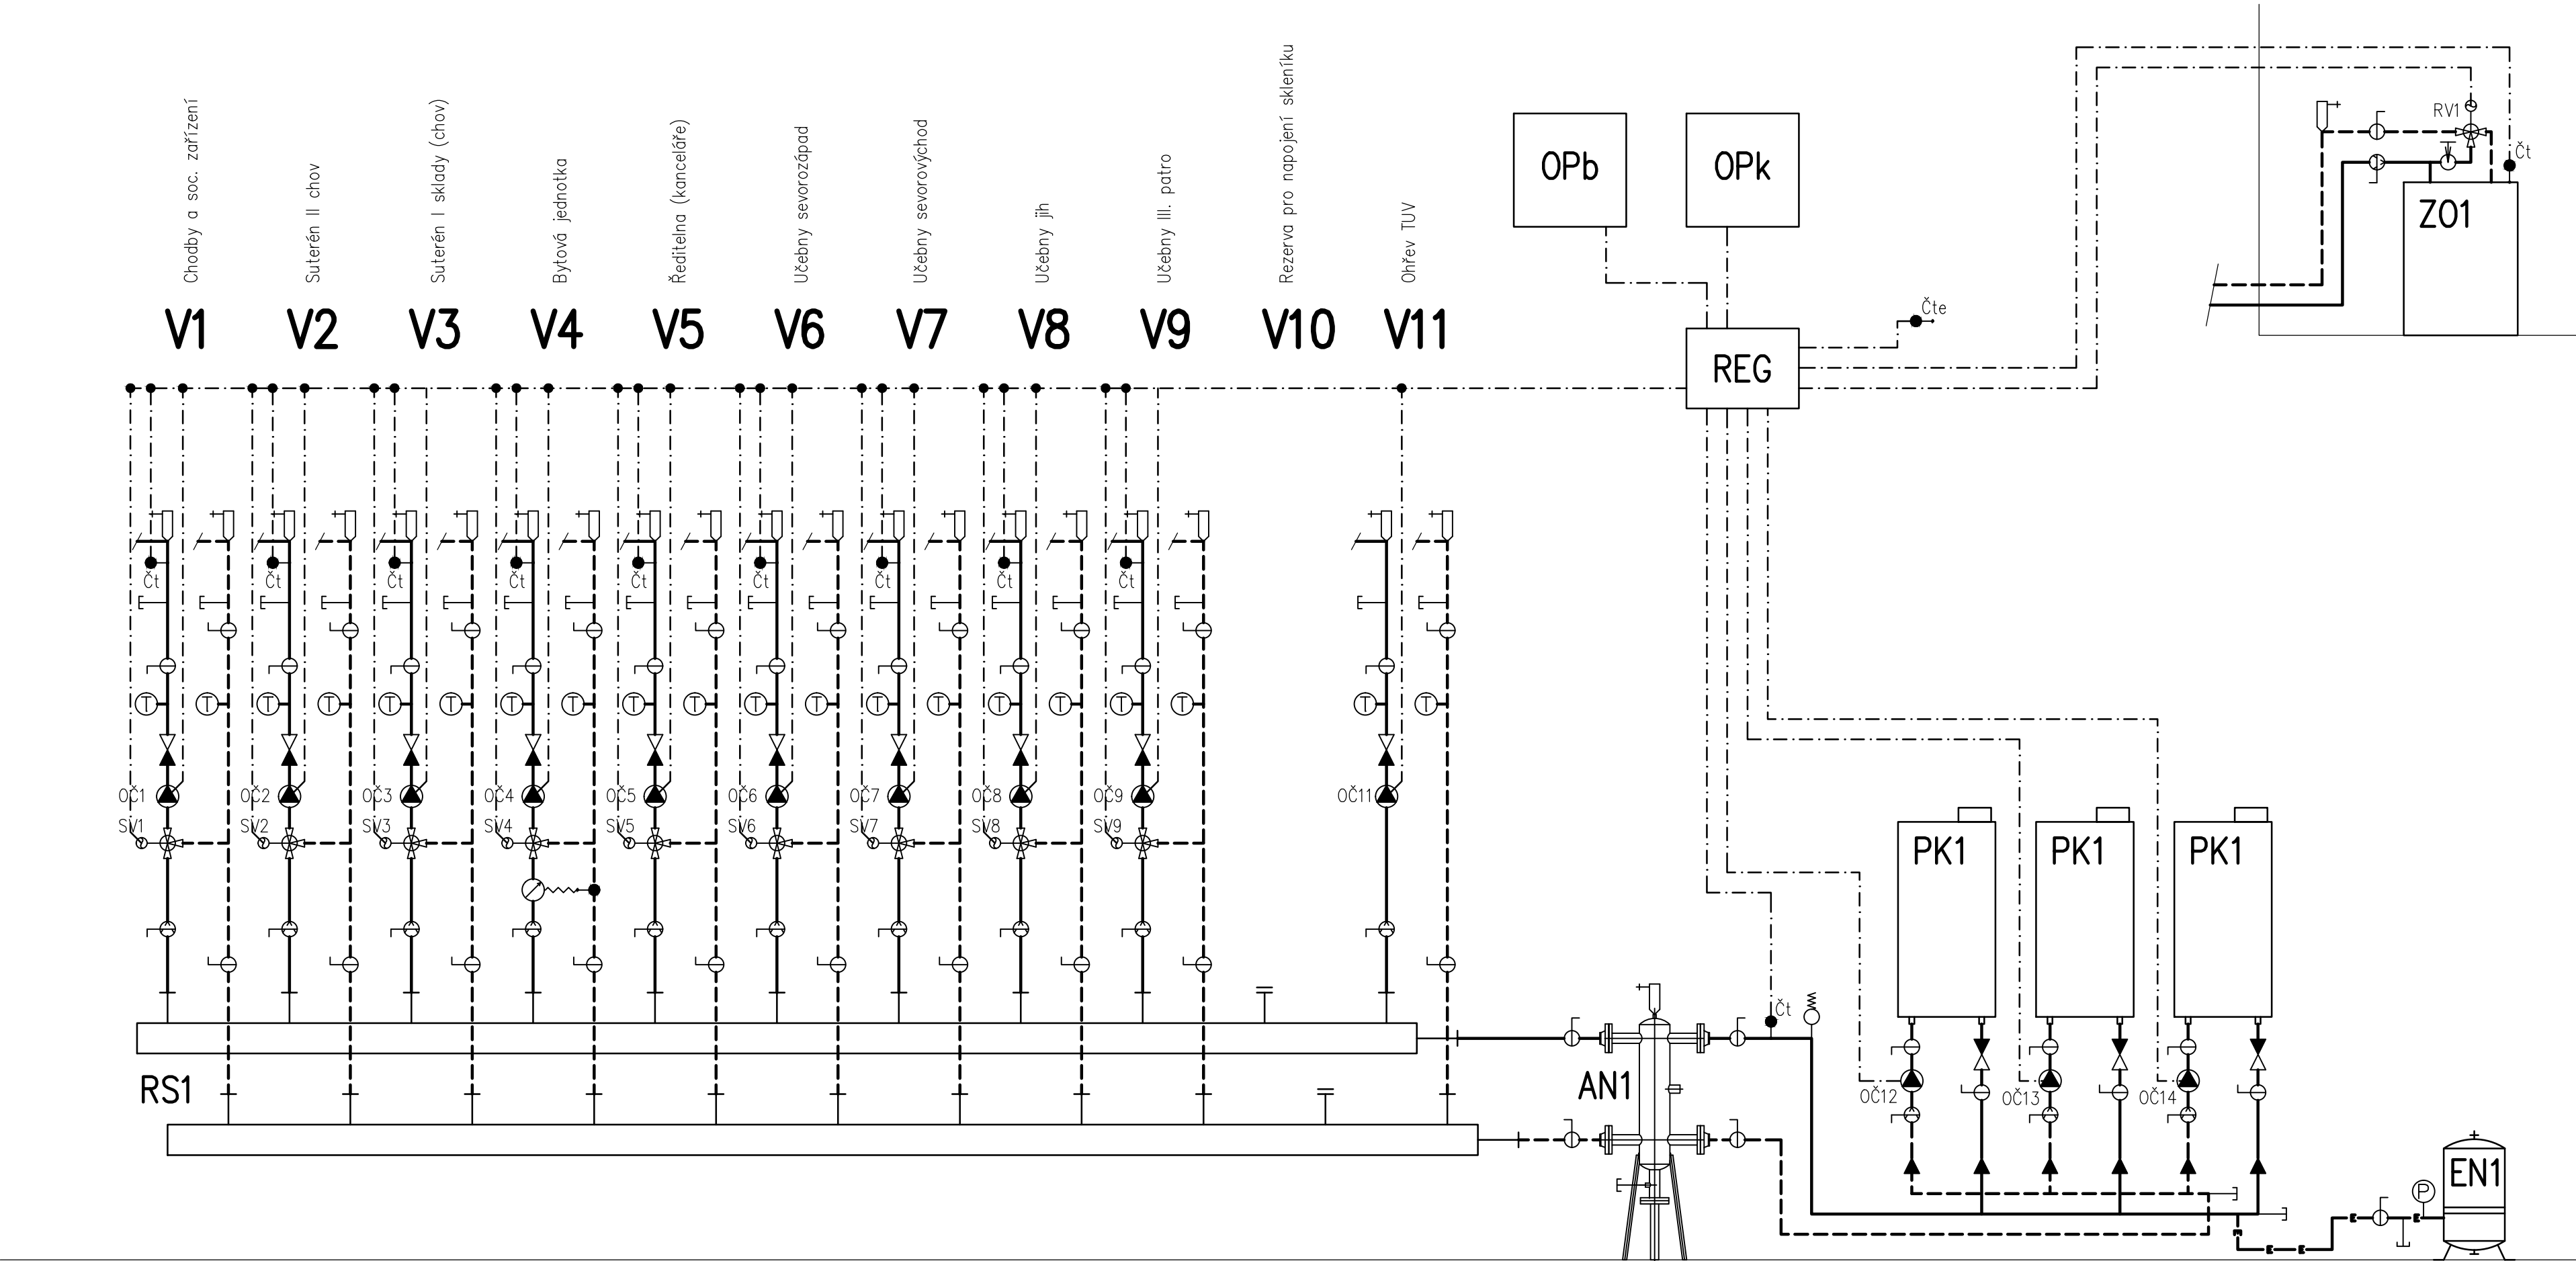 Chodby a soc. zařízení
Suterén II chov
Suterén I sklady (chov)
Bytová jednotka
Ředitelna (kanceláře)
Učebny sevorozápad
Učebny sevorovýchod
Učebny jih
Učebny III. patro
Rezerva pro napojení skleníku
Ohřev TUV
V1 V2 V3 V4 V5 V6 V7 V8 V9 V10 V11
OPb OPk
REG
Čte
RV1
Čt
ZO1
Čt Čt Čt Čt Čt Čt Čt Čt Čt
T T T T T T T T T T T T T T T T T T T T
OČ1 OČ2 OČ3 OČ4 OČ5 OČ6 OČ7 OČ8 OČ9 OČ11
SV1 SV2 SV3 SV4 SV5 SV6 SV7 SV8 SV9
PK1 PK1 PK1
Čt
RS1
AN1
OČ12 OČ13 OČ14
P
EN1